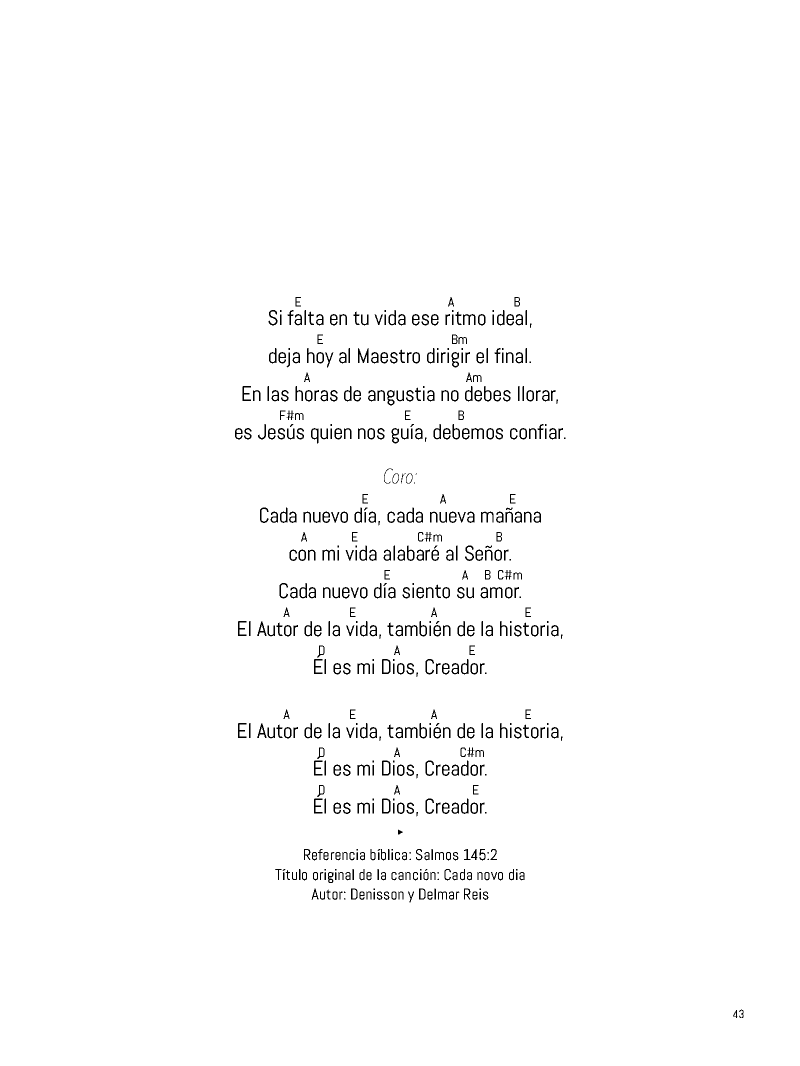 E A B
Si falta en tu vida ese ritmo ideal,
E Bm
deja hoy al Maestro dirigir el final.
A Am
En las horas de angustia no debes llorar,
F#m E B
es Jesús quien nos guía, debemos confiar.
Coro:
E A E
Cada nuevo día, cada nueva mañana
A E C#m B
con mi vida alabaré al Señor.
E A B C#m
Cada nuevo día siento su amor.
A E A E
El Autor de la vida, también de la historia,
D A E
Él es mi Dios, Creador.
A E A E
El Autor de la vida, también de la historia,
D A C#m
Él es mi Dios, Creador.
D A E
Él es mi Dios, Creador.
Referencia bíblica: Salmos 145:2
Título original de la canción: Cada novo dia
Autor: Denisson y Delmar Reis
43